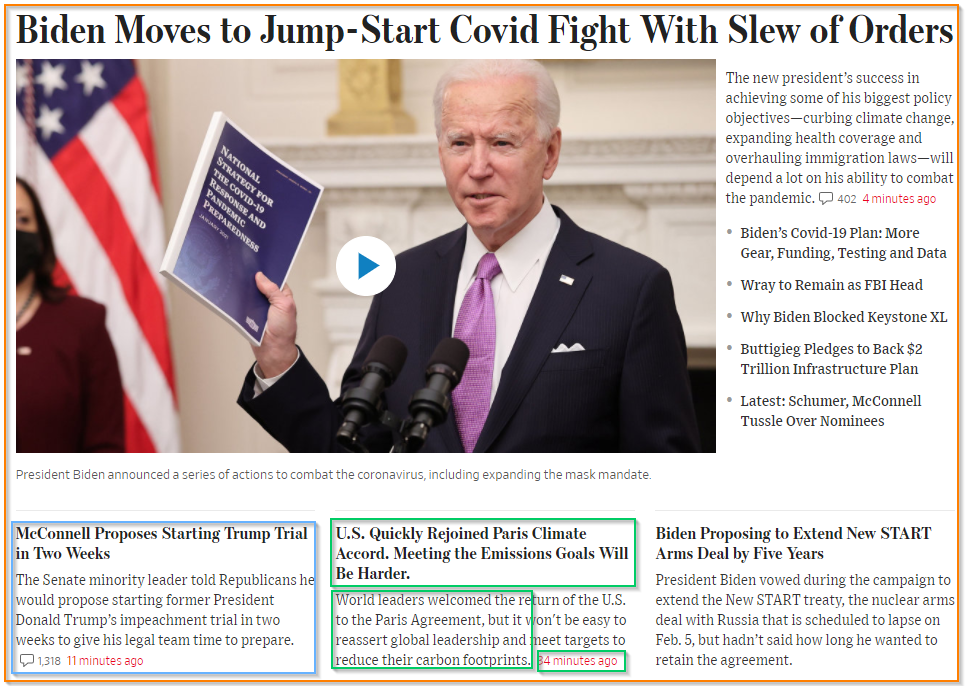 Biden Moves to Jump-Start Covid Fight With Slew of Orders
NATIONAL
STRATEGY FOR
THE COVID-19
RESPONSE AND
PANDEMIC
PREPAREDNESS
JANUARY 2021
The new president’s success in
achieving some of his biggest policy
objectives—curbing climate change,
expanding health coverage and
overhauling immigration laws—will
depend a lot on his ability to combat
the pandemic. 402 4 minutes ago
• Biden’s Covid-19 Plan: More
Gear, Funding, Testing and Data
• Wray to Remain as FBI Head
• Why Biden Blocked Keystone XL
• Buttigieg Pledges to Back $2
Trillion Infrastructure Plan
• Latest: Schumer, McConnell
Tussle Over Nominees
President Biden announced a series of actions to combat the coronavirus, including expanding the mask mandate.
McConnell Proposes Starting Trump Trial
in Two Weeks
The Senate minority leader told Republicans he
would propose starting former President
Donald Trump’s impeachment trial in two
weeks to give his legal team time to prepare.
1,318 11 minutes ago
U.S. Quickly Rejoined Paris Climate
Accord. Meeting the Emissions Goals Will
Be Harder.
World leaders welcomed the return of the U.S.
to the Paris Agreement, but it won’t be easy to
reassert global leadership and meet targets to
reduce their carbon footprints. 34 minutes ago
Biden Proposing to Extend New START
Arms Deal by Five Years
President Biden vowed during the campaign to
extend the New START treaty, the nuclear arms
deal with Russia that is scheduled to lapse on
Feb. 5, but hadn’t said how long he wanted to
retain the agreement.